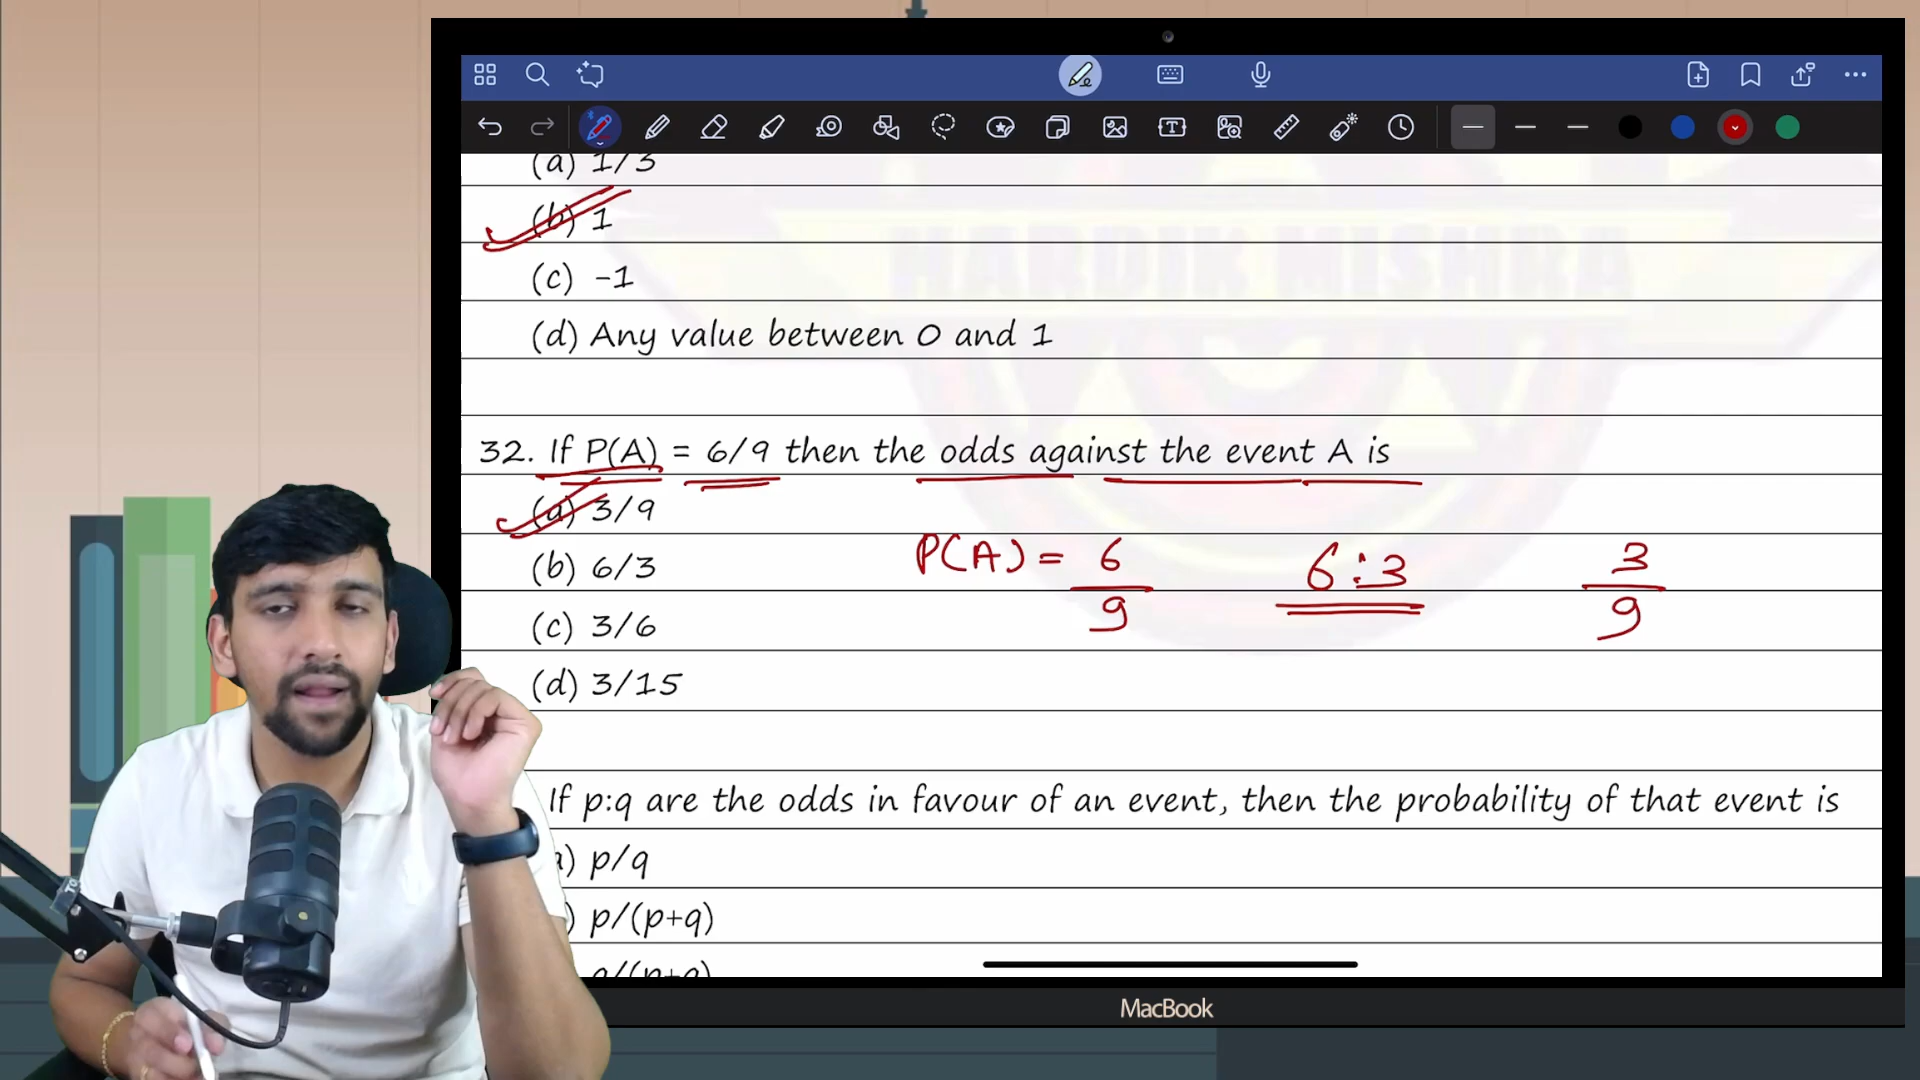 (a) 1/3
(b) 1
(c) -1
(d) Any value between 0 and 1
HARDIK MISHRA
32. If P(A) = 6/9 then the odds against the event A is
(a) 3/9
(b) 6/3
(c) 3/6
(d) 3/15
P(A) = 6/9 6:3 3/9
If p:q are the odds in favour of an event, then the probability of that event is
) p/q
) p/(p+q)
q/(p+q)
MacBook